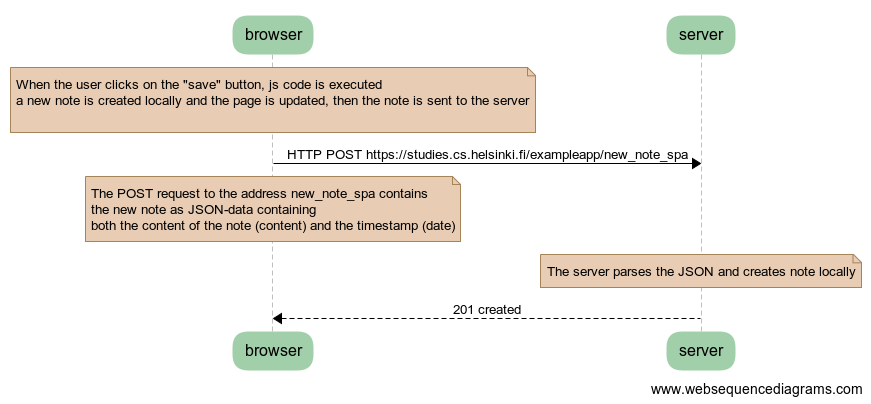 browser
server
When the user clicks on the "save" button, js code is executed
a new note is created locally and the page is updated, then the note is sent to the server
HTTP POST https://studies.cs.helsinki.fi/exampleapp/new_note_spa
The POST request to the address new_note_spa contains
the new note as JSON-data containing
both the content of the note (content) and the timestamp (date)
The server parses the JSON and creates note locally
201 created
browser
server
www.websequencediagrams.com